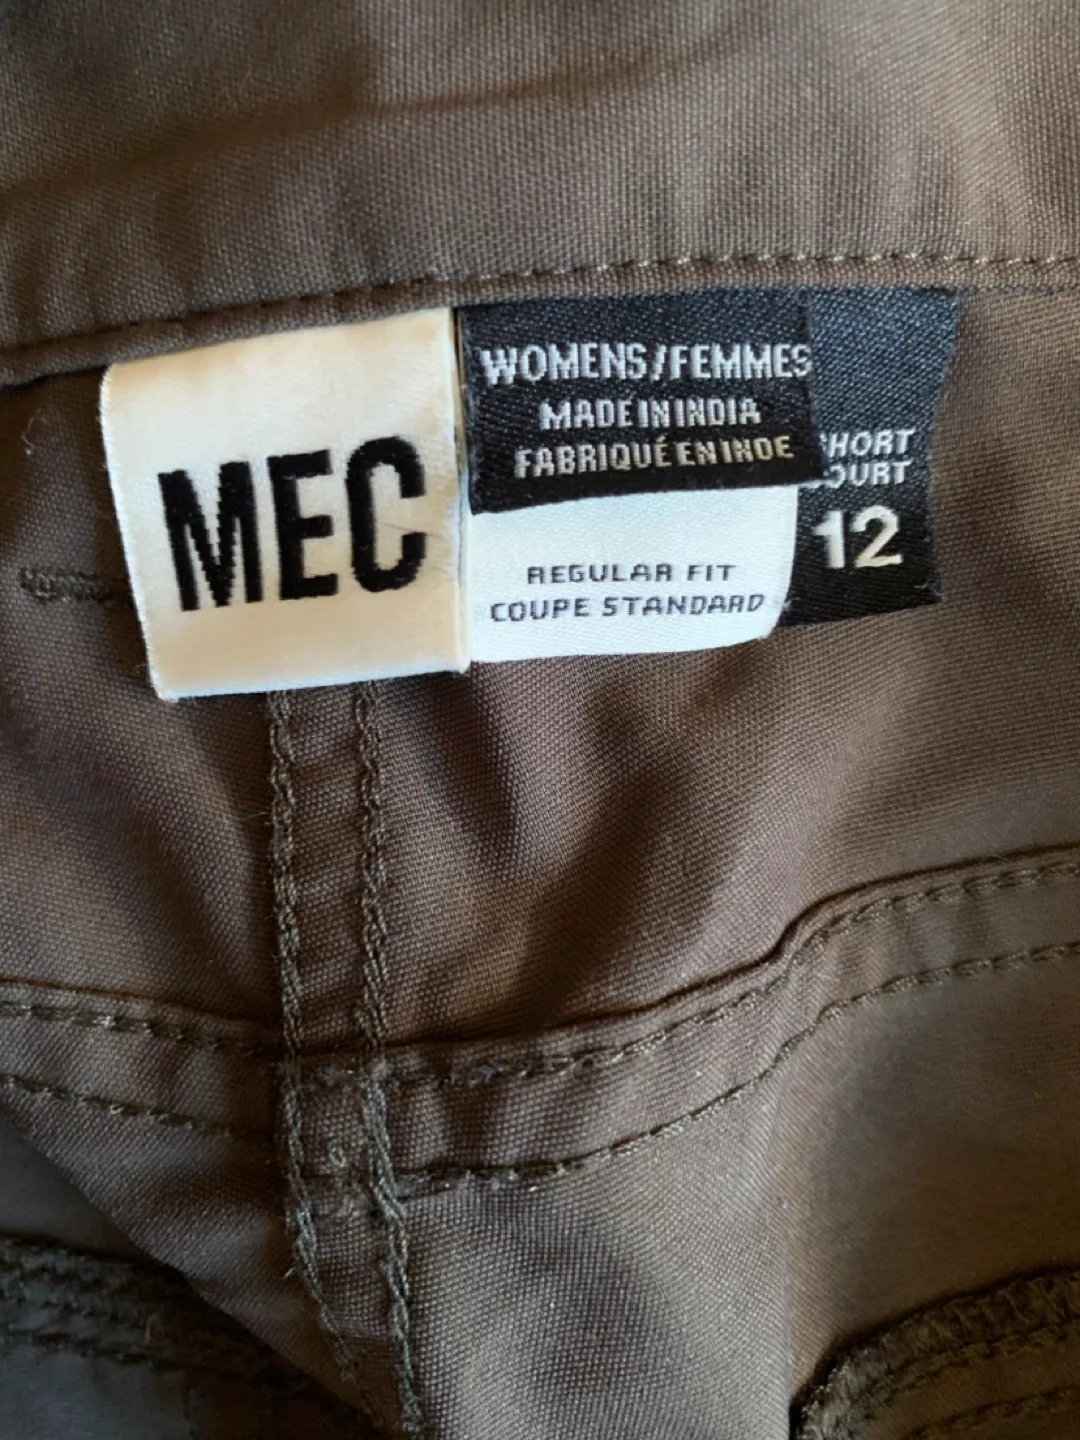 MEC
WOMENS/FEMMES
MADE IN INDIA
FABRIQUÉ EN INDE
REGULAR FIT
COUPE STANDARD
HORT
OURT
12